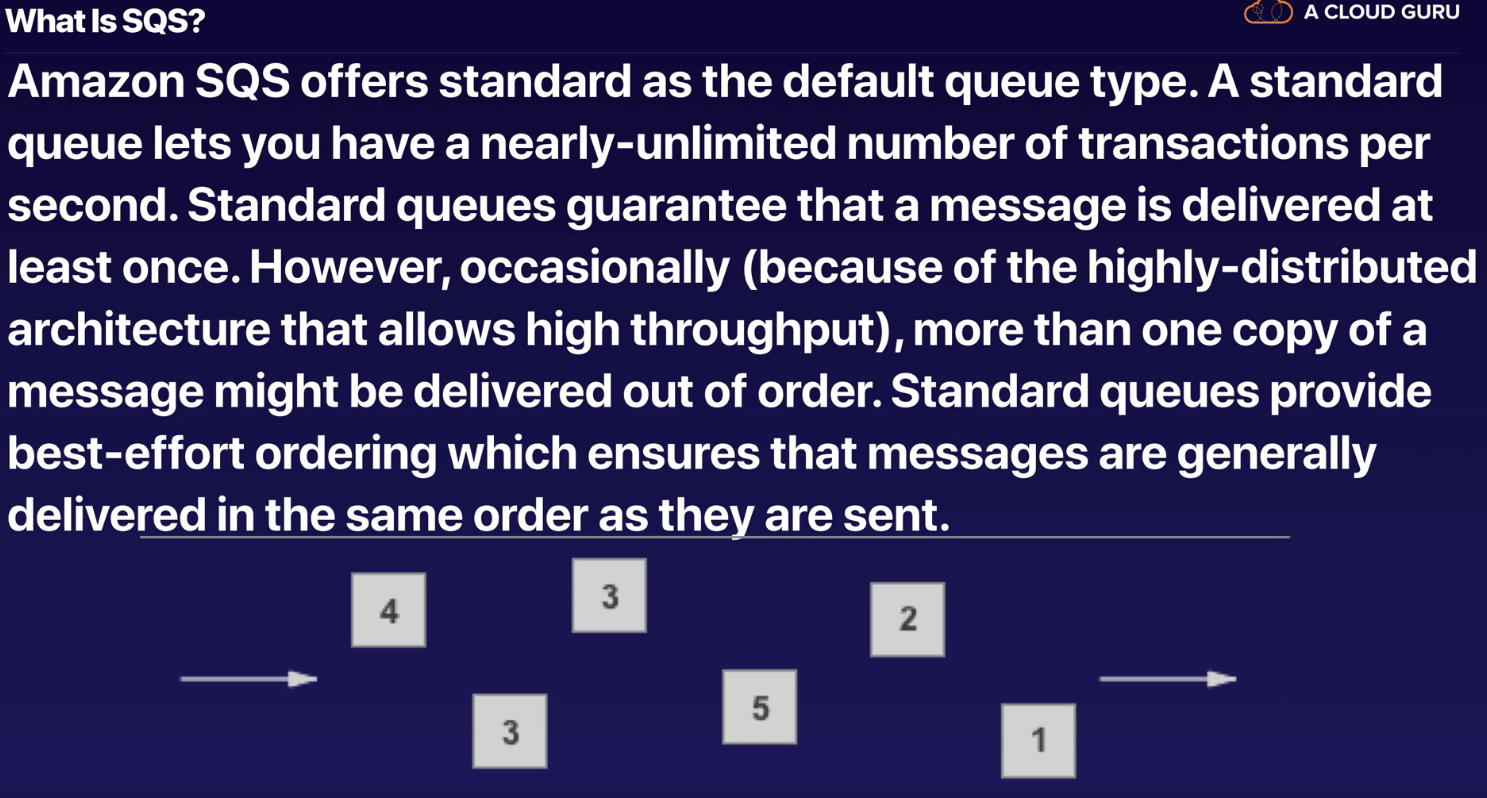 What Is SQS?
A CLOUD GURU
Amazon SQS offers standard as the default queue type. A standard
queue lets you have a nearly-unlimited number of transactions per
second. Standard queues guarantee that a message is delivered at
least once. However, occasionally (because of the highly-distributed
architecture that allows high throughput), more than one copy of a
message might be delivered out of order. Standard queues provide
best-effort ordering which ensures that messages are generally
delivered in the same order as they are sent.
4
3
2
3
5
1